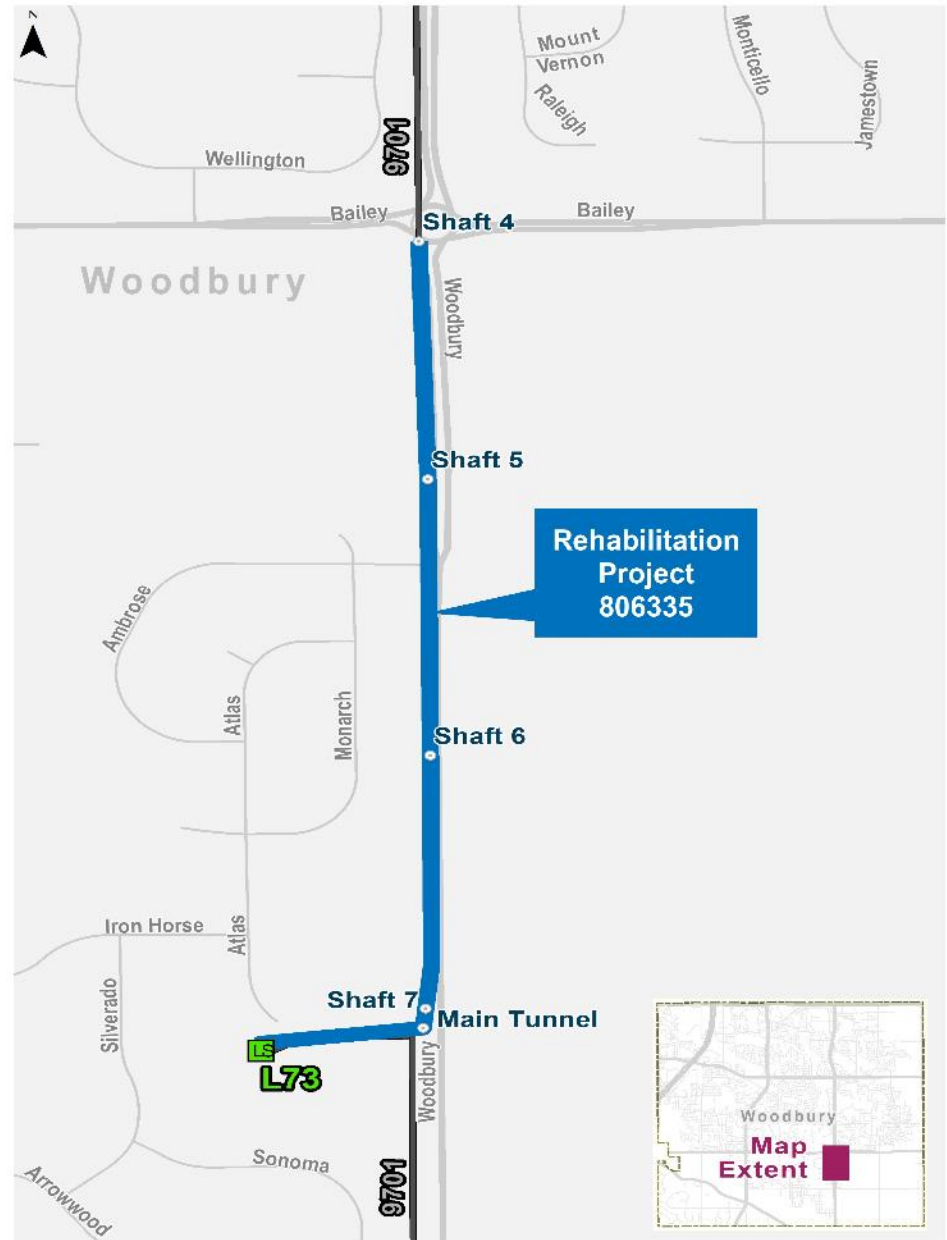 Z
Mount
Vernon
Raleigh
Monticello
Jamestown
9701
Wellington
Bailey
Bailey
Shaft 4
Woodbury
Woodbury
Shaft 5
Rehabilitation
Project
806335
Ambrose
Atlas
Monarch
Shaft 6
Iron Horse
Atlas
Silverado
Shaft 7
Main Tunnel
LS
L73
Woodbury
Sonoma
Arrowwood
9701
Woodbury
Map
Extent